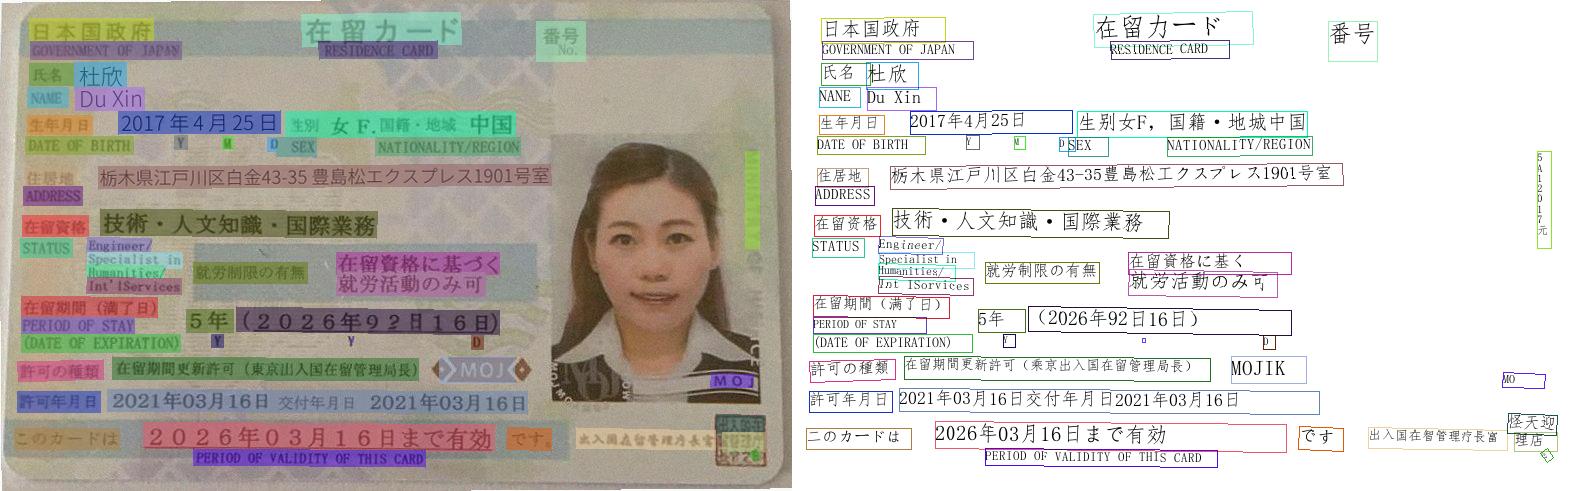 日本国政府
GOVERNMENT OF JAPAN
在留カード
RESIDENCE CARD
番号
No.
氏名 杜欣
NAME Du Xin
生年月日 2017年4月25日 性別 女 F. 国籍・地域 中国
DATE OF BIRTH Y M D SEX NATIONALITY/REGION
住居地 栃木県江戸川区白金43-35 豊島松エクスプレス1901号室
ADDRESS
在留資格 技術・人文知識・国際業務
STATUS Engineer/
Specialist in
Humanities/
Int'lServices
就労制限の有無
在留資格に基づく
就労活動のみ可
在留期間(満了日)
PERIOD OF STAY
(DATE OF EXPIRATION)
5年 Y
Y D
許可の種類 在留期間更新許可(東京出入国在留管理局長) MOJ
MOJ
許可年月日 2021年03月16日 交付年月日 2021年03月16日
このカードは 2026年03月16日まで有効 です。
PERIOD OF VALIDITY OF THIS CARD
出入国在留管理庁長官
日本国政府
GOVERNMENT OF JAPAN
在留カード
RESIDENCE CARD
番号
氏名 杜欣
NANE Du Xin
生年月日 2017年4月25日 生别女F, 国籍・地域中国
DATE OF BIRTH Y M D SEX NATIONALITY/REGION
住居地 栃木県江戸川区白金43-35豊島松エクスプレス1901号室
ADDRESS
在留資格 技術・人文知識・国際業務
STATUS Engineer/
Specialist in
Humanities/
Int lServices
就労制限の有無
在留資格に基く
就労活動のみ可
5A12017元
在留期間(満了日)
PERIOD OF STAY
(DATE OF EXPIRATION)
5年 (2026年92日16日)
Y D
許可の種類 在留期間更新許可(乗京出入国在留管理局長) MOJIK
MO
許可年月日 2021年03月16日交付年月日2021年03月16日
二のカードは 2026年03月16日まで有効 です
PERIOD OF VALIDITY OF THIS CARD
出入国在智管理庁長富
怪天迎
理店